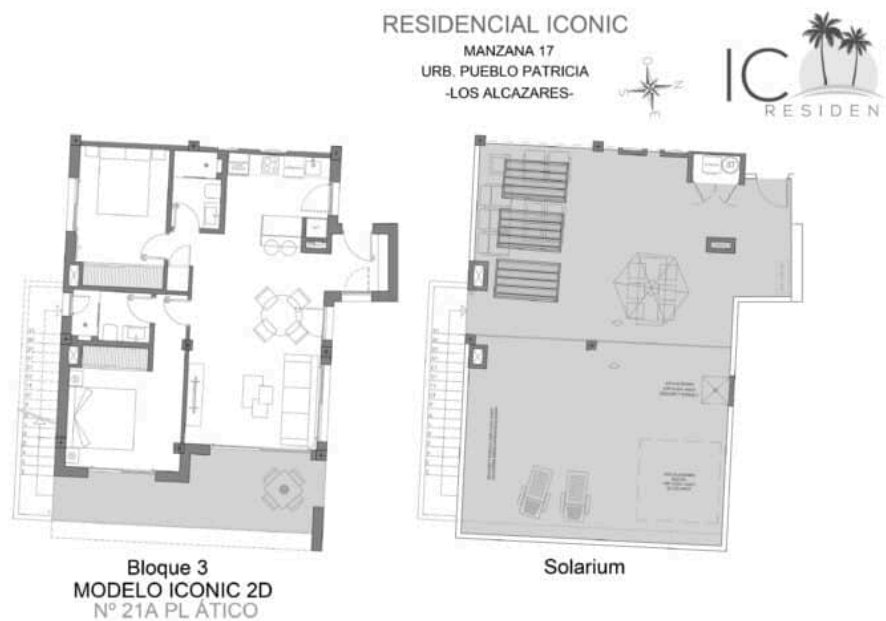 RESIDENCIAL ICONIC
MANZANA 17
URB. PUEBLO PATRICIA
-LOS ALCAZARES-
O
N
S
E
IC
RESIDEN
Bloque 3
MODELO ICONIC 2D
Nº 21A PL ÁTICO
Solarium